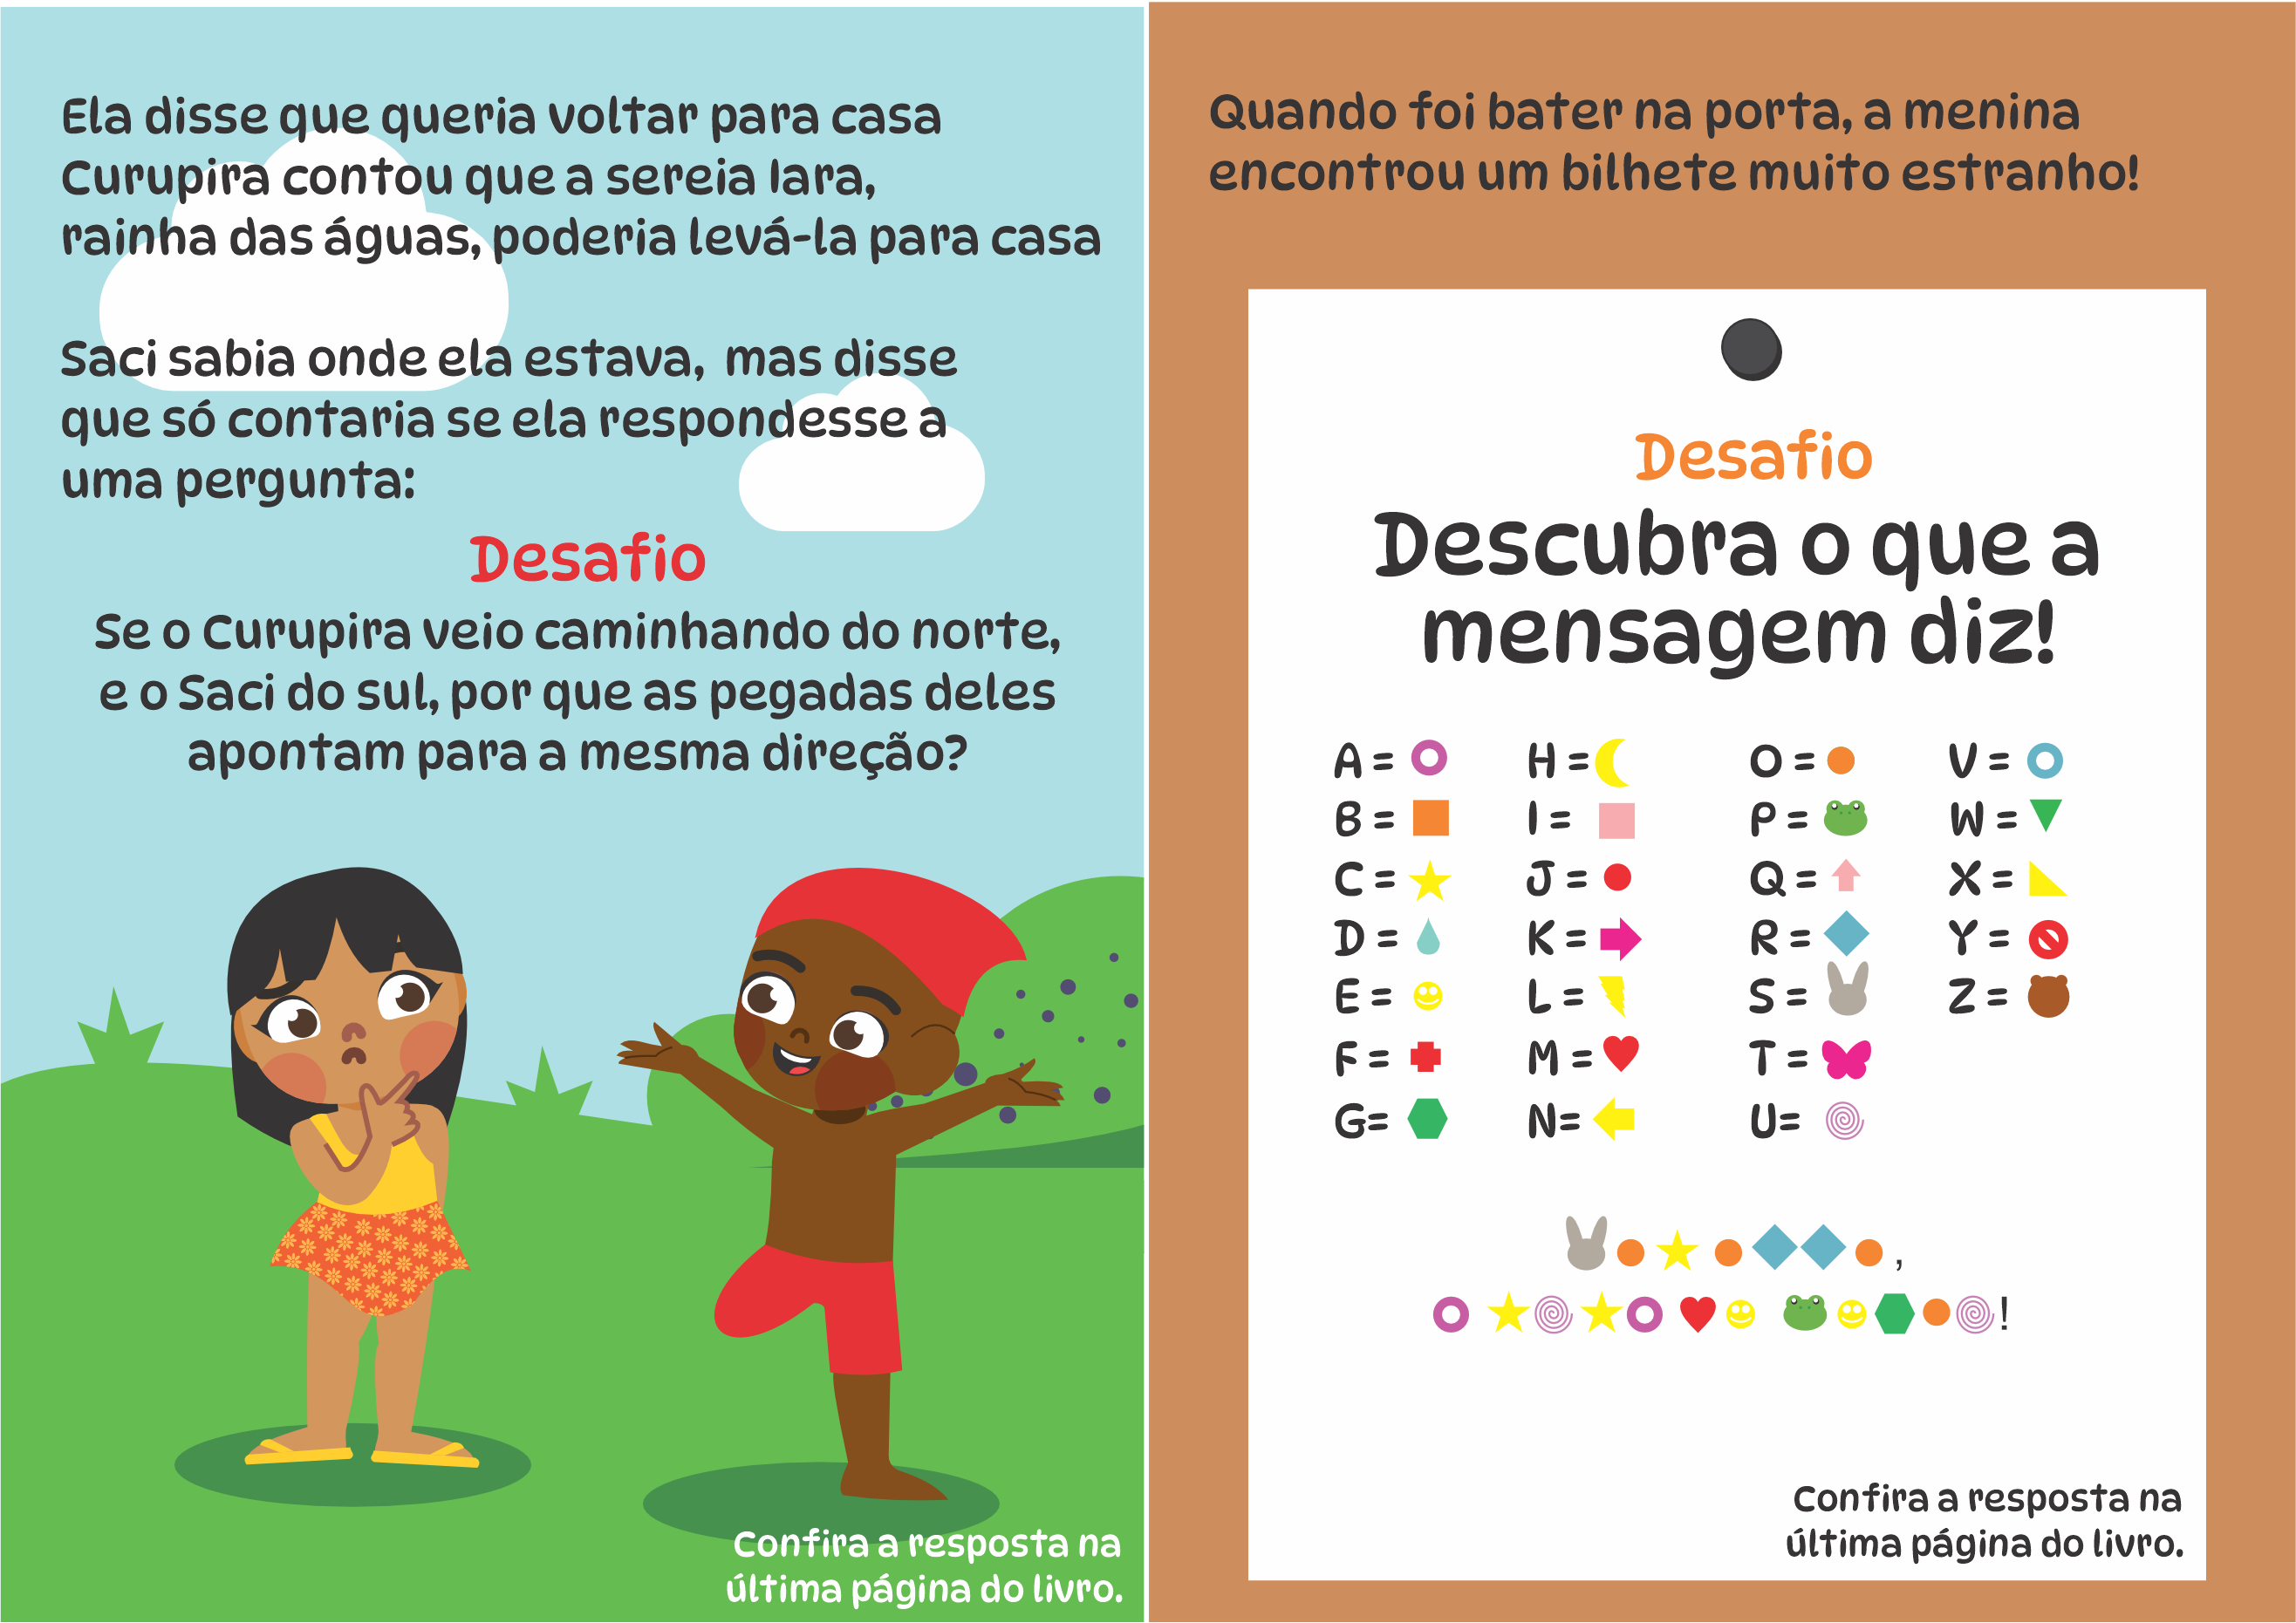 Ela disse que queria voltar para casa
Curupira contou que a sereia Iara,
rainha das águas, poderia levá-la para casa
Saci sabia onde ela estava, mas disse
que só contaria se ela respondesse a
uma pergunta:
Desafio
Se o Curupira veio caminhando do norte,
e o Saci do sul, por que as pegadas deles
apontam para a mesma direção?
Confira a resposta na
última página do livro.
Quando foi bater na porta, a menina
encontrou um bilhete muito estranho!
Desafio
Descubra o que a
mensagem diz!
A = H = O = V =
B = I = P = W =
C = J = Q = X =
D = K = R = Y =
E = L = S = Z =
F = M = T =
G= N= U=
,
!
Confira a resposta na
última página do livro.